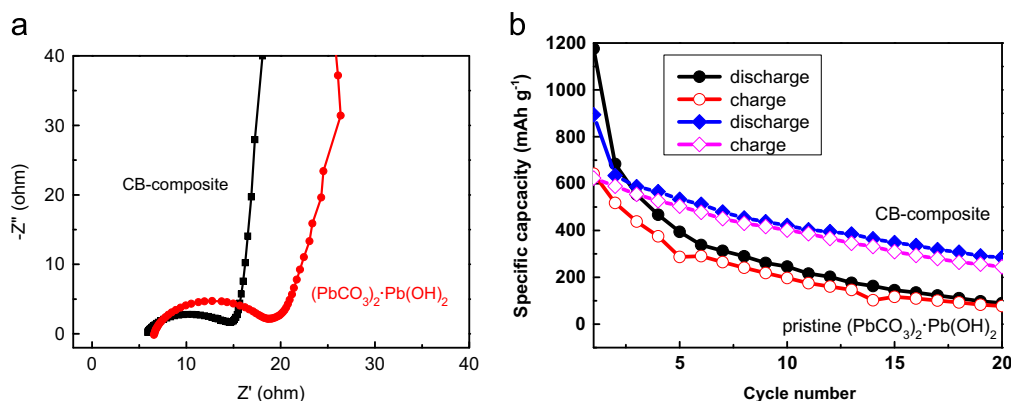 a
40
30
20
10
0
-Z" (ohm)
CB-composite
(PbCO₃)₂·Pb(OH)₂
0
10
20
30
40
Z' (ohm)
b
1200
1000
800
600
400
200
0
Specific capcacity (mAh g⁻¹)
discharge
charge
discharge
charge
CB-composite
pristine (PbCO₃)₂·Pb(OH)₂
5
10
15
20
Cycle number